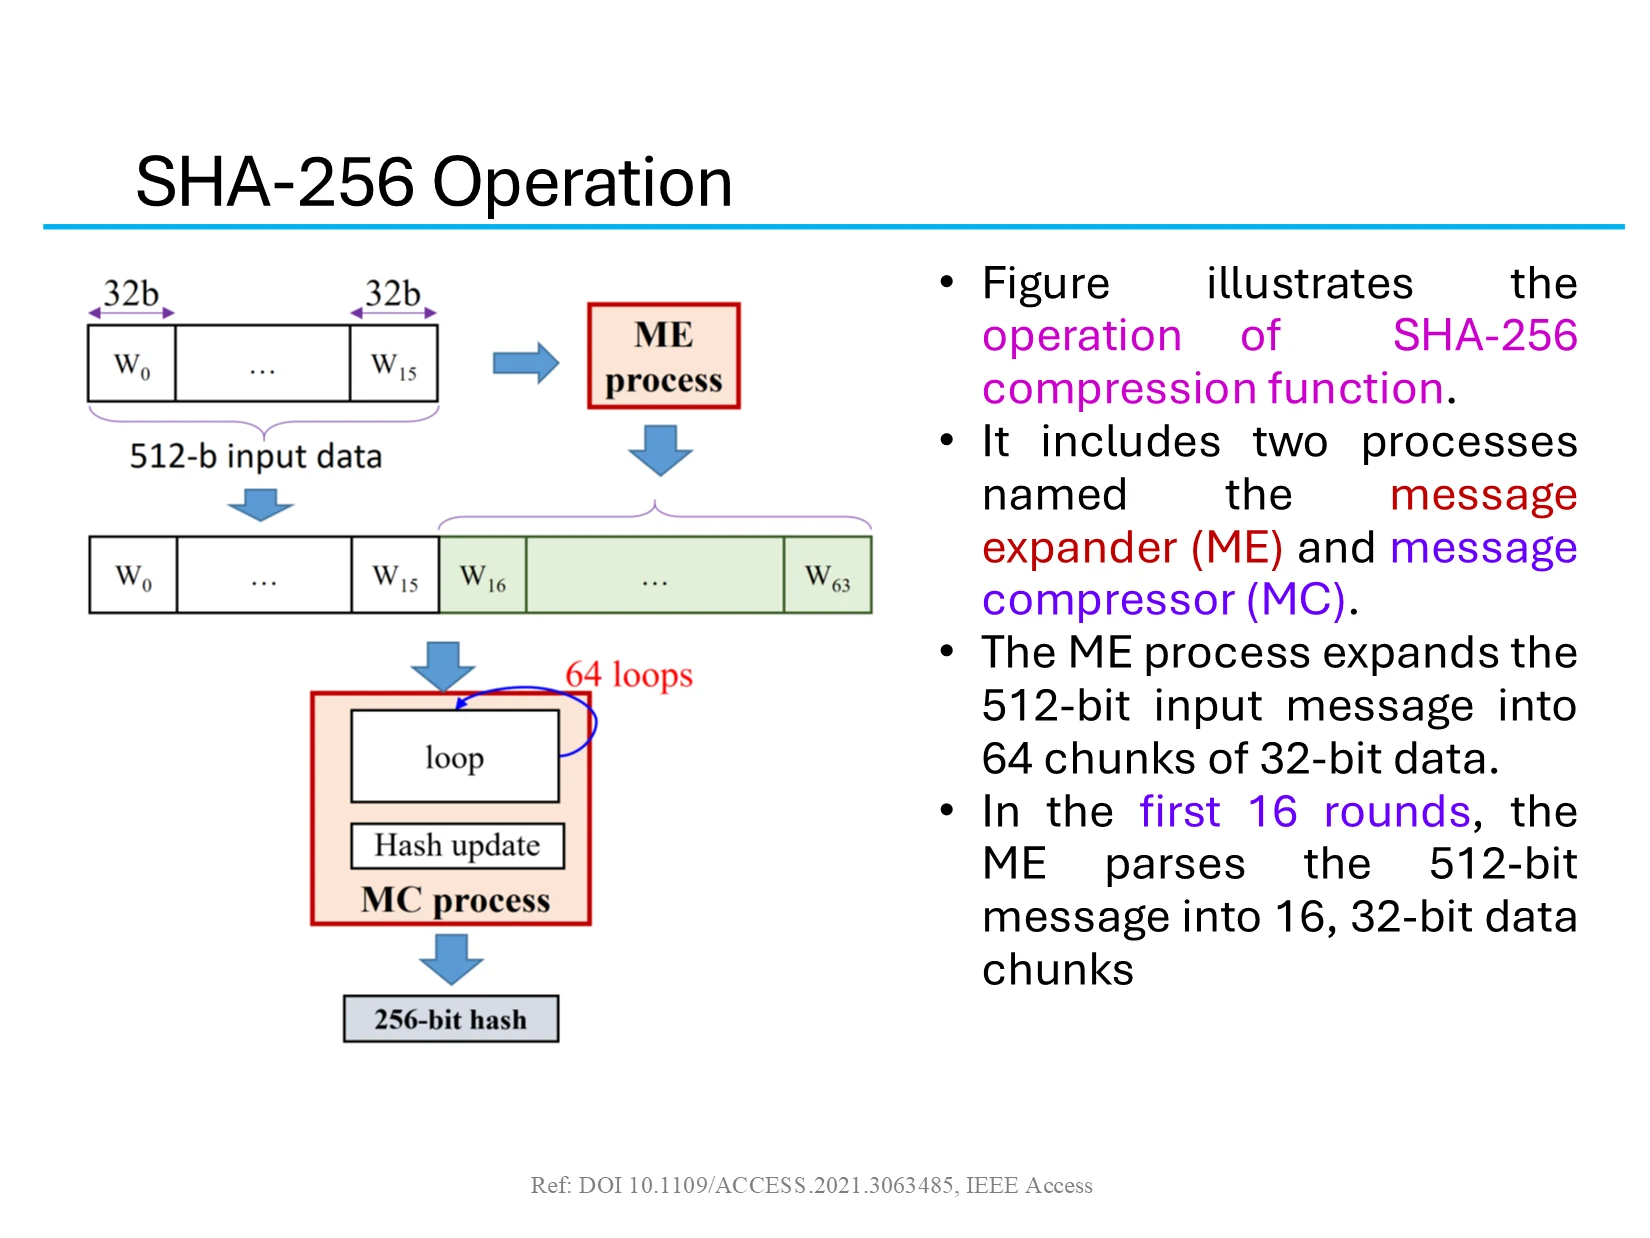 SHA-256 Operation
32b 32b
W0 ... W15
ME
process
512-b input data
W0 ... W15 W16 ... W63
64 loops
loop
Hash update
MC process
256-bit hash
• Figure illustrates the
operation of SHA-256
compression function.
• It includes two processes
named the message
expander (ME) and message
compressor (MC).
• The ME process expands the
512-bit input message into
64 chunks of 32-bit data.
• In the first 16 rounds, the
ME parses the 512-bit
message into 16, 32-bit data
chunks
Ref: DOI 10.1109/ACCESS.2021.3063485, IEEE Access